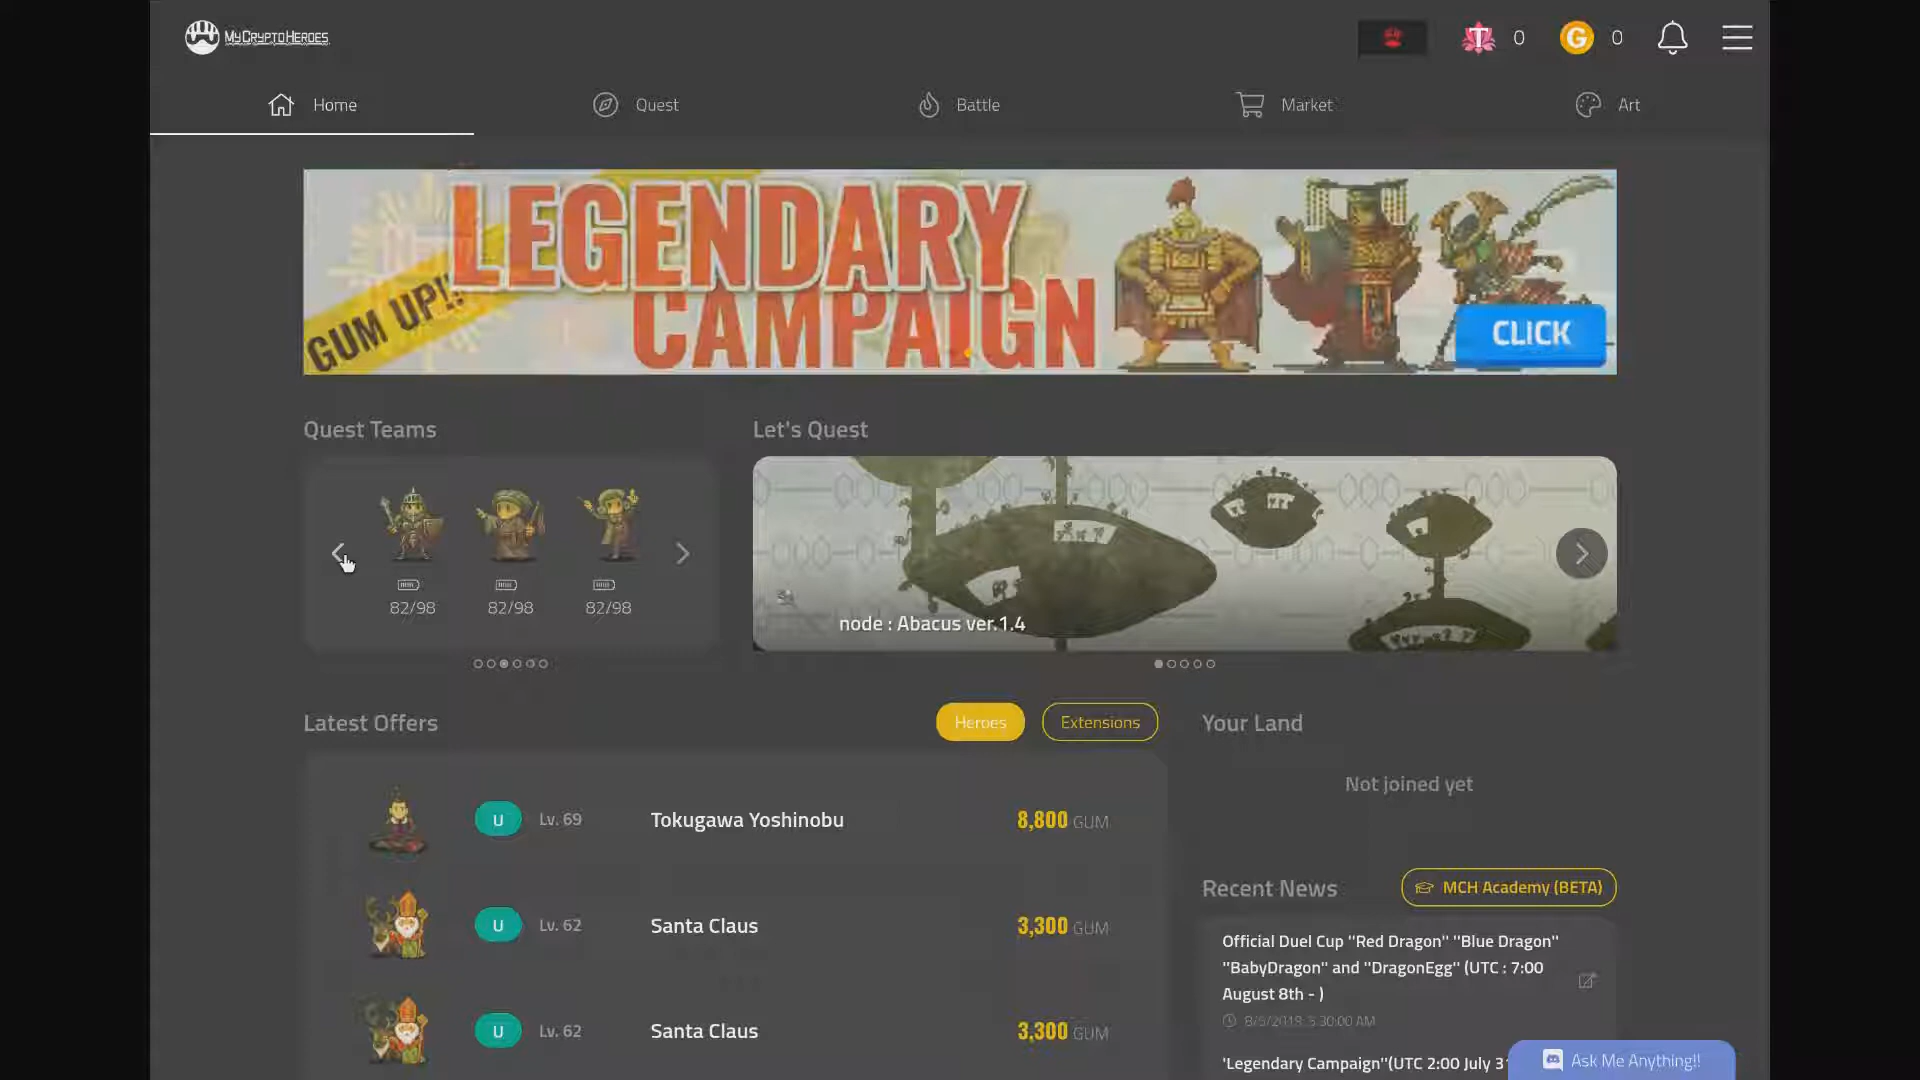 MyCryptoHeroes
0
0
Home
Quest
Battle
Market
Art
LEGENDARY
CAMPAIGN
GUM UP!!
CLICK
Quest Teams
Let's Quest
82/98
82/98
82/98
node : Abacus ver.1.4
Latest Offers
Heroes
Extensions
Your Land
Not joined yet
U
Lv. 69
Tokugawa Yoshinobu
8,800 GUM
U
Lv. 62
Santa Claus
3,300 GUM
U
Lv. 62
Santa Claus
3,300 GUM
Recent News
MCH Academy (BETA)
Official Duel Cup "Red Dragon" "Blue Dragon"
"BabyDragon" and "DragonEgg" (UTC : 7:00
August 8th - )
'Legendary Campaign"(UTC 2:00 July 3
Ask Me Anything!!